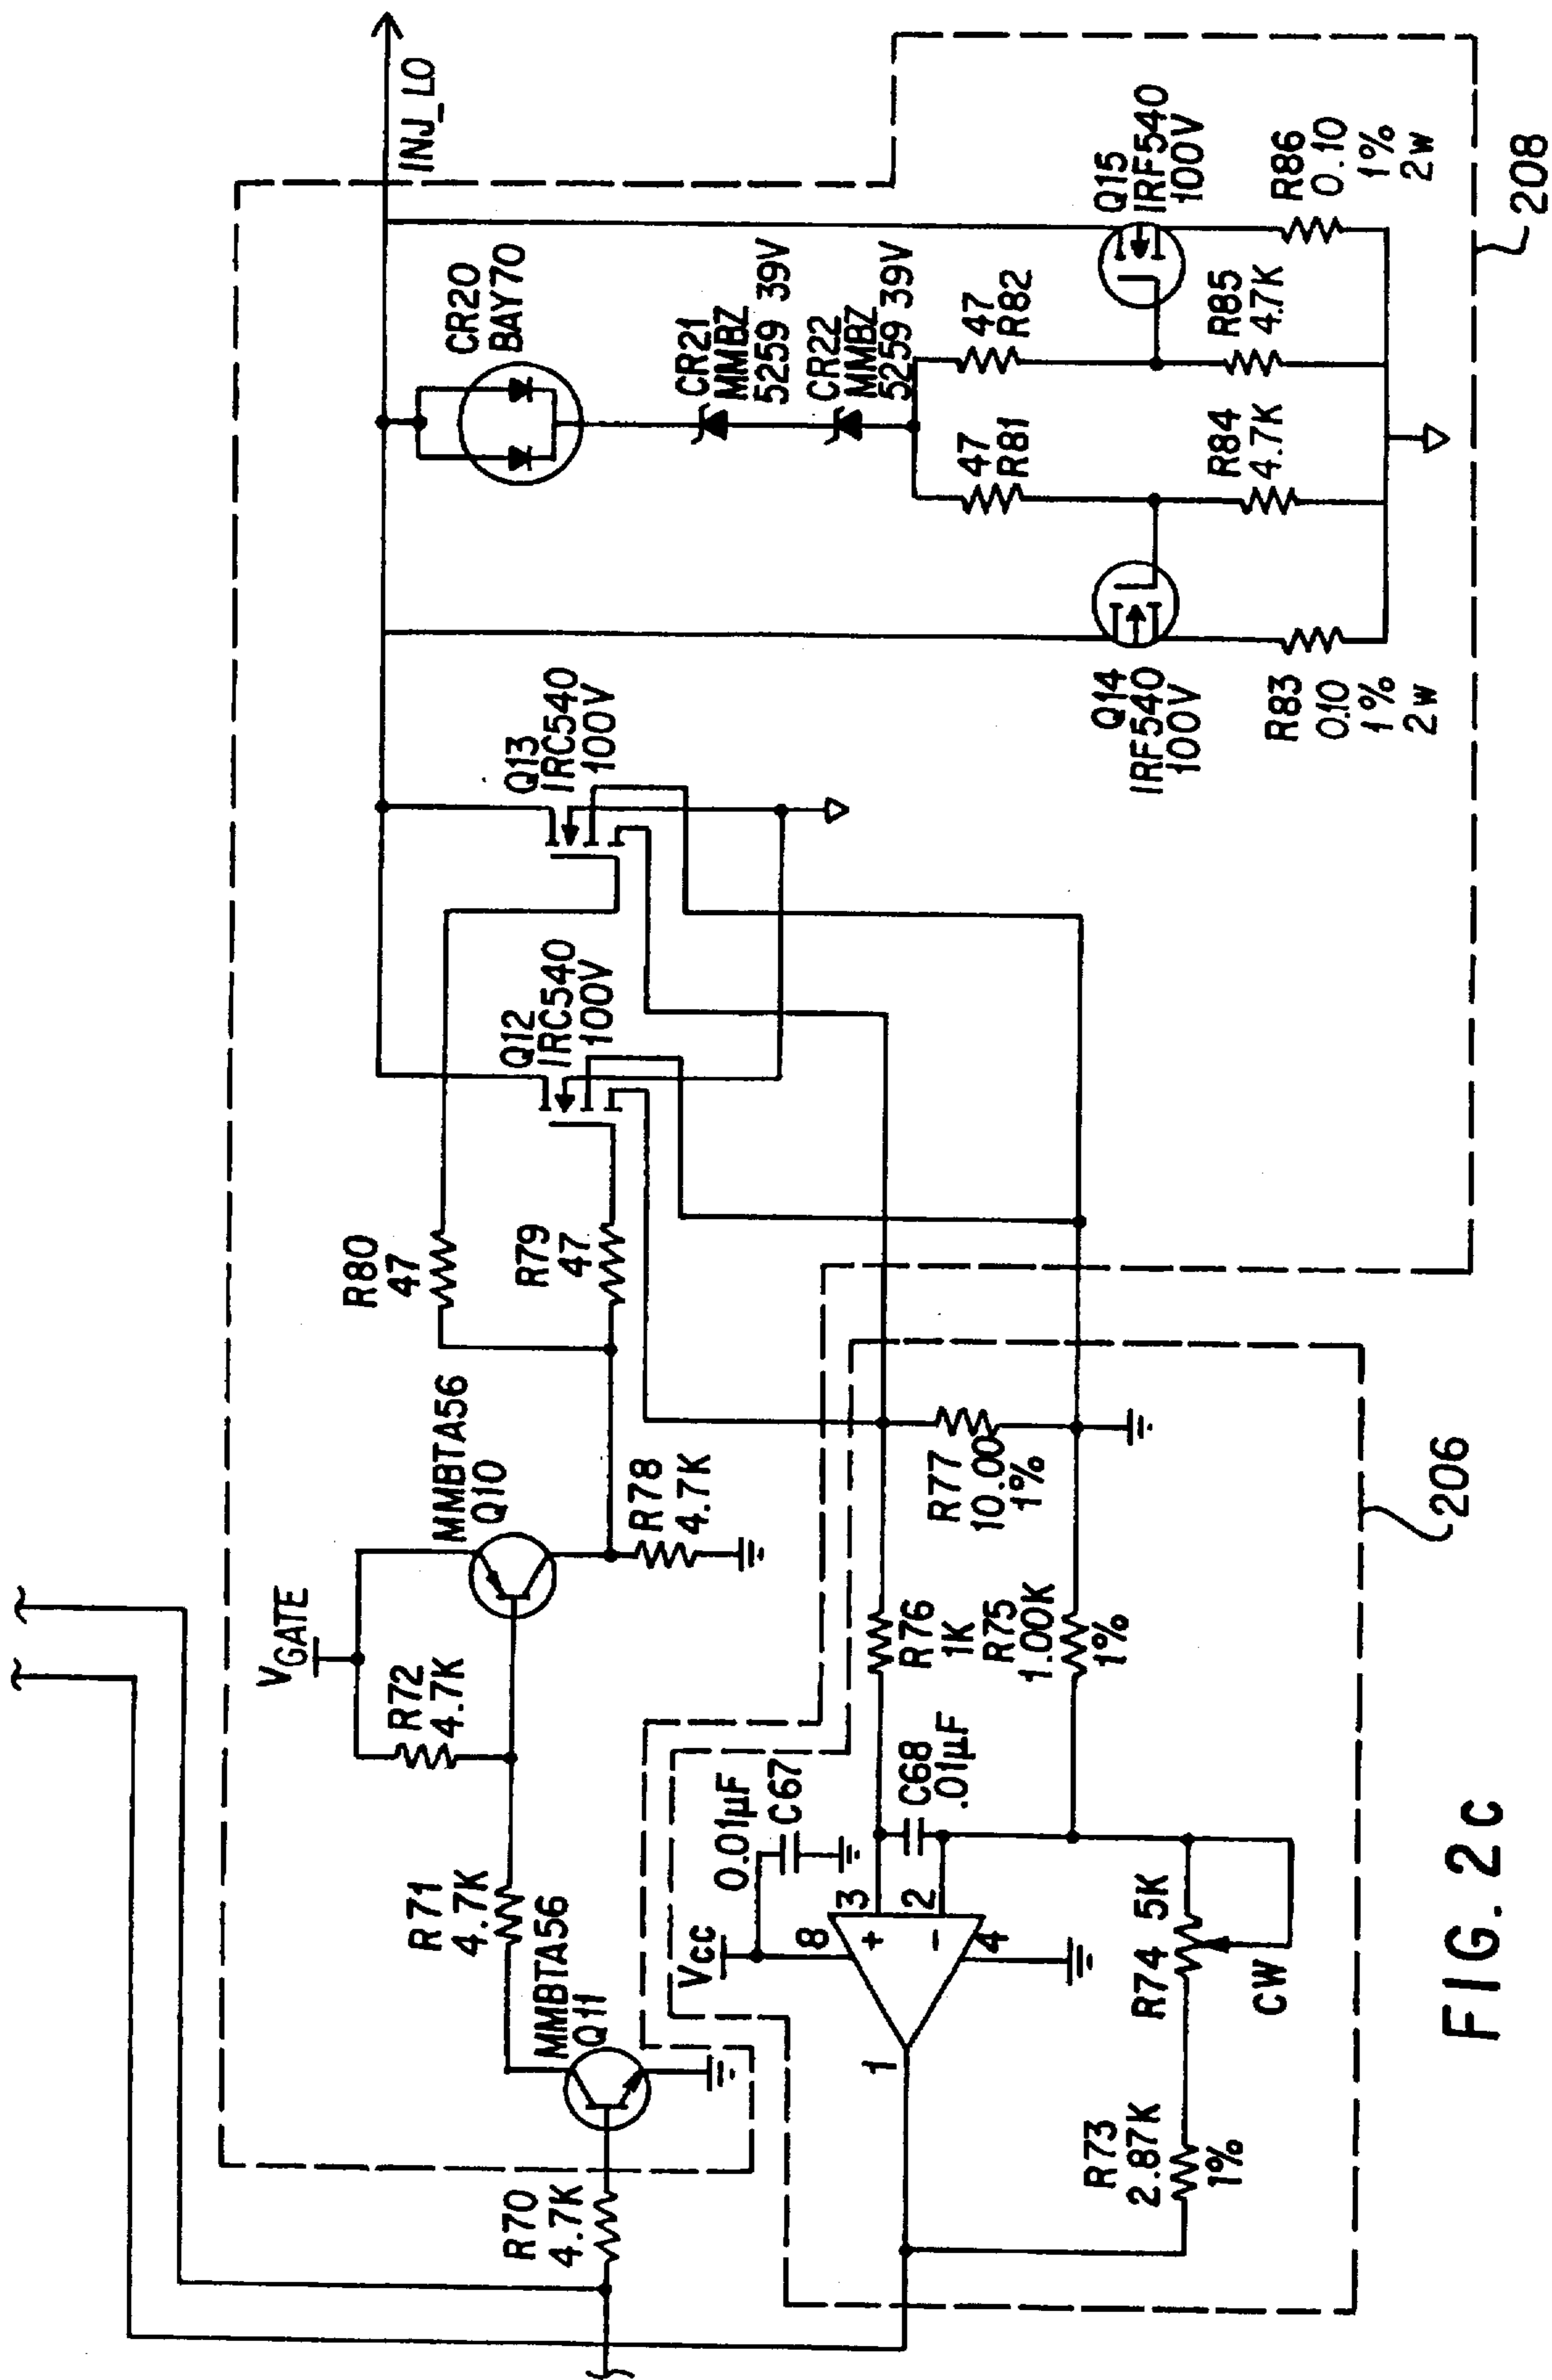 INJ_LO
CR20
BAY70
CR21
MMBZ
5259 39V
CR22
MMBZ
5259 39V
47
R81
47
R82
R84
4.7K
R85
4.7K
Q14
IRF540
100V
Q15
IRF540
100V
R83
0.10
1%
2w
R86
0.10
1%
2w
208
Q13
IRC540
100V
Q12
IRC540
100V
R80
47
R79
47
VGATE
MMBTA56
Q10
R72
4.7K
R78
4.7K
R71
4.7K
MMBTA56
Q11
R70
4.7K
Vcc
0.01µF
C67
8
3
+
2
−
4
1
C68
.01µF
R76
1K
R75
1.00K
1%
R77
10.00
1%
R74 5K
CW
R73
2.87K
1%
206
FIG. 2c